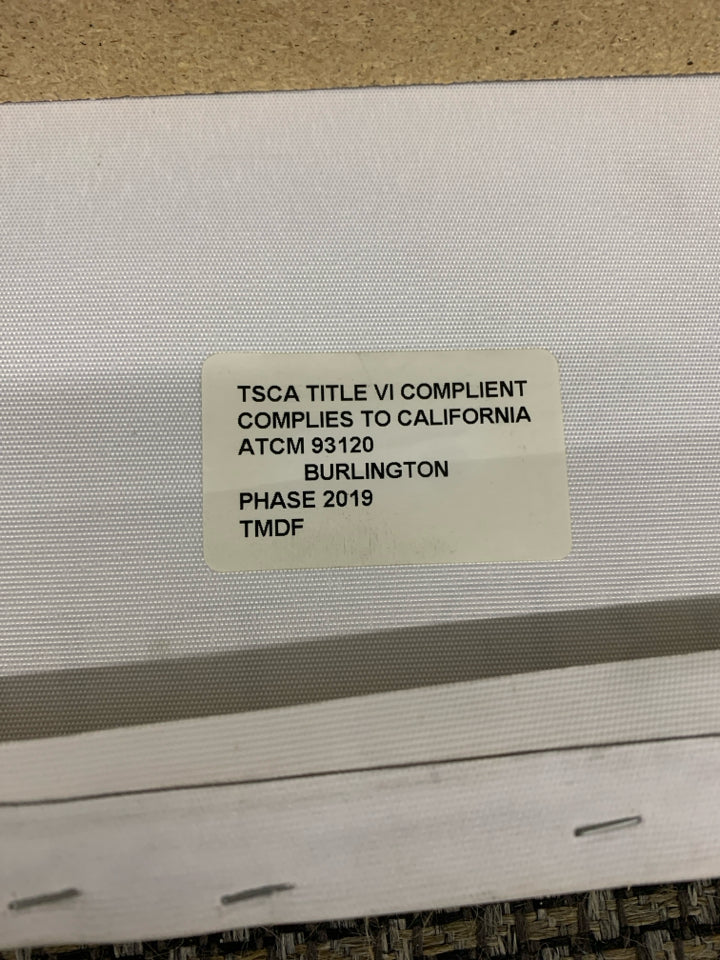 TSCA TITLE VI COMPLIENT
COMPLIES TO CALIFORNIA
ATCM 93120
BURLINGTON
PHASE 2019
TMDF